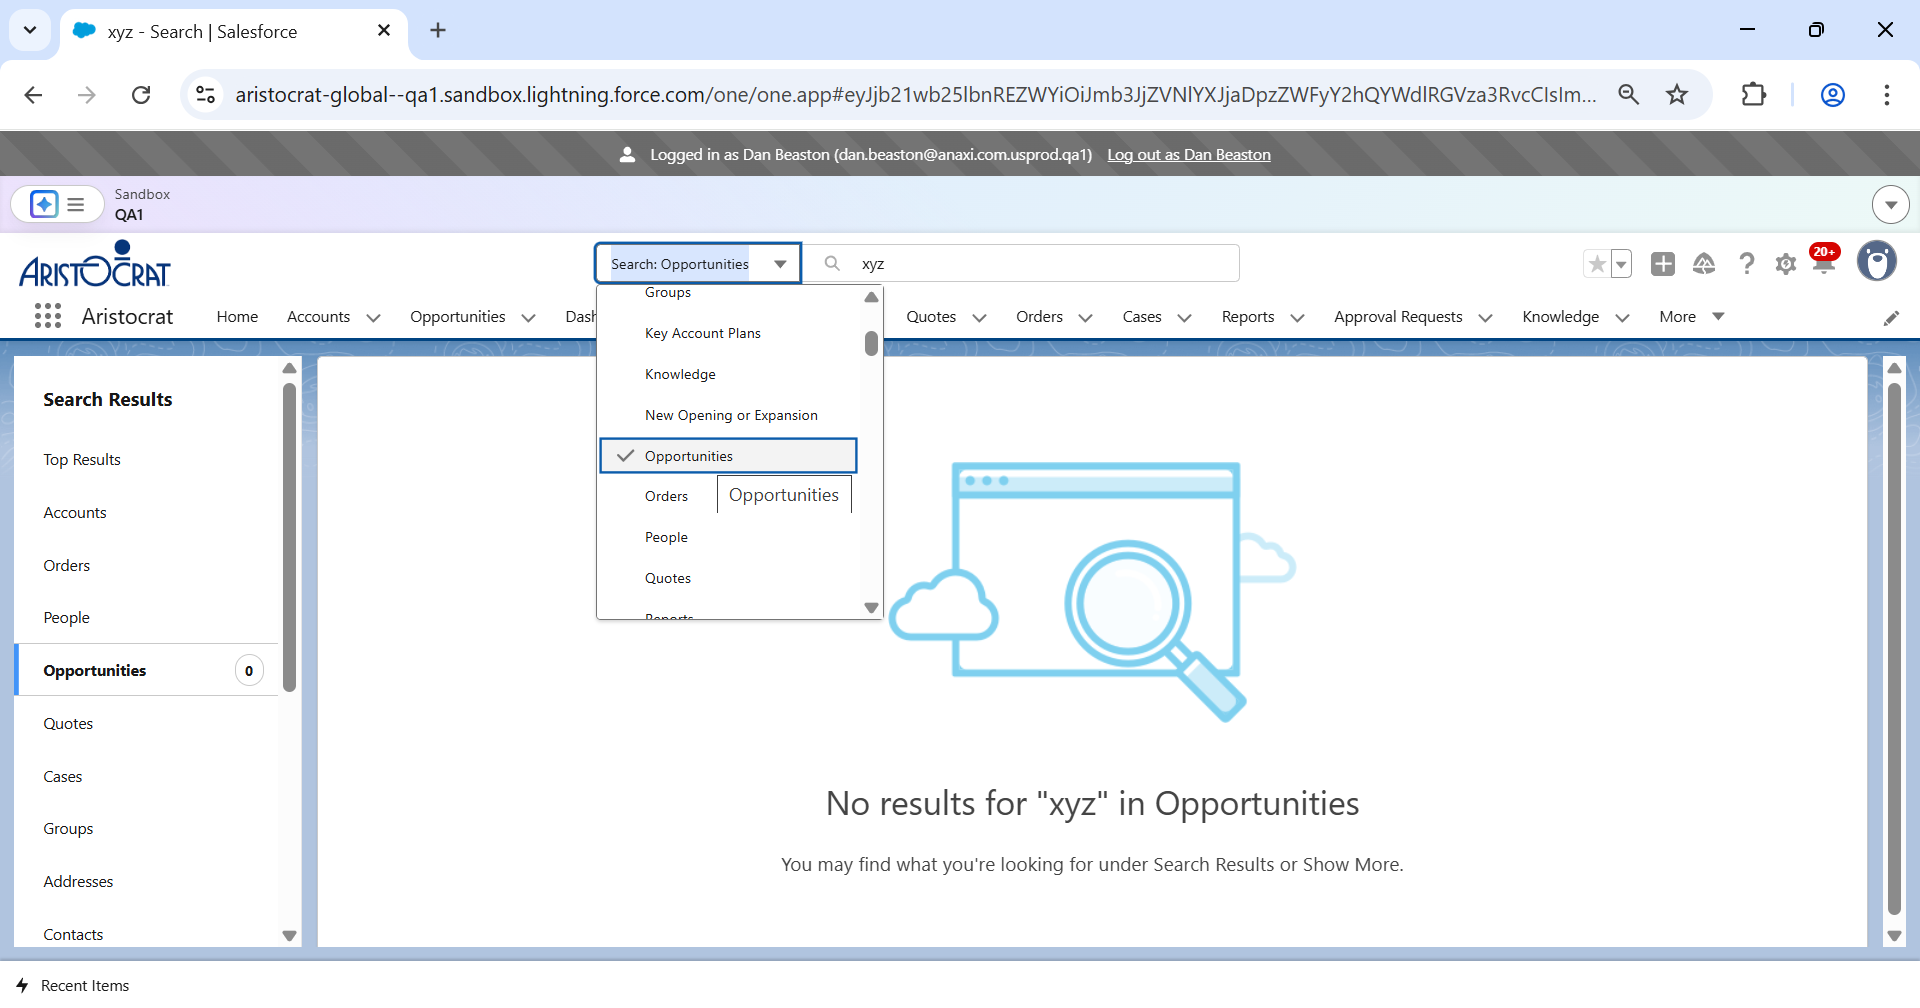 xyz - Search | Salesforce
aristocrat-global--qa1.sandbox.lightning.force.com/one/one.app#eyJjb21wb25lbnREZWYiOiJmb3JjZVNlYXJjaDpzZWFyY2hQYWdlRGVza3RvcCIsIm...
Logged in as Dan Beaston (dan.beaston@anaxi.com.usprod.qa1) Log out as Dan Beaston
Sandbox
QA1
ARISTOCRAT
Search: Opportunities
xyz
20+
Aristocrat
Home
Accounts
Opportunities
Dash
Quotes
Orders
Cases
Reports
Approval Requests
Knowledge
More
Groups
Key Account Plans
Knowledge
New Opening or Expansion
Opportunities
Orders
Opportunities
People
Quotes
Reports
Search Results
Top Results
Accounts
Orders
People
Opportunities 0
Quotes
Cases
Groups
Addresses
Contacts
No results for "xyz" in Opportunities
You may find what you're looking for under Search Results or Show More.
Recent Items